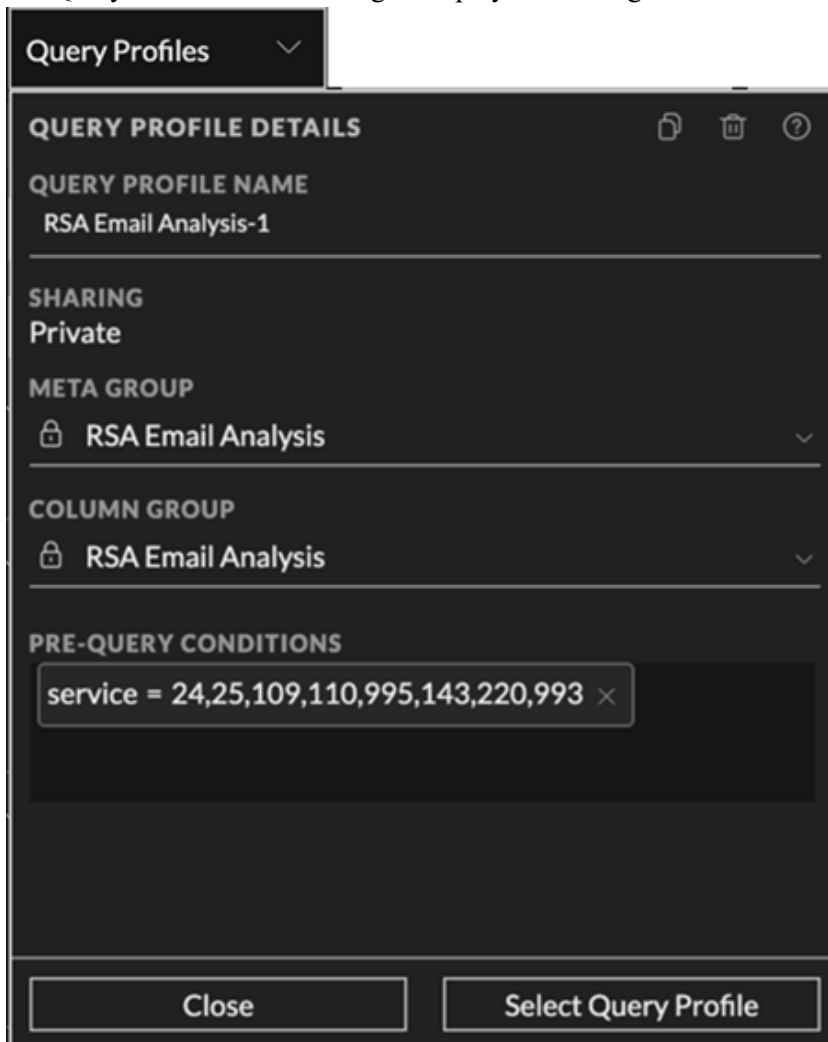 Query Profiles
QUERY PROFILE DETAILS
QUERY PROFILE NAME
RSA Email Analysis-1
SHARING
Private
META GROUP
RSA Email Analysis
COLUMN GROUP
RSA Email Analysis
PRE-QUERY CONDITIONS
service = 24,25,109,110,995,143,220,993 ×
Close
Select Query Profile